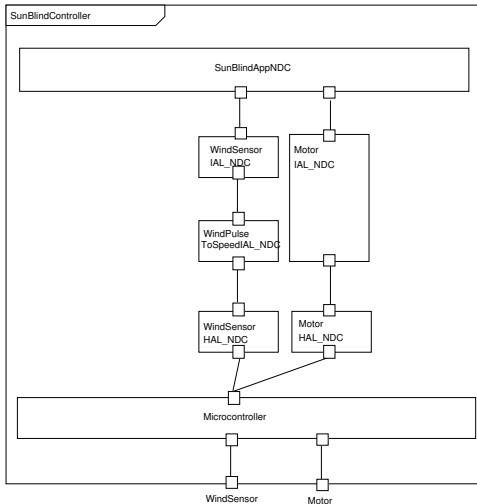 SunBlindController
SunBlindAppNDC
WindSensor
IAL_NDC
Motor
IAL_NDC
WindPulse
ToSpeedIAL_NDC
WindSensor
HAL_NDC
Motor
HAL_NDC
Microcontroller
WindSensor
Motor